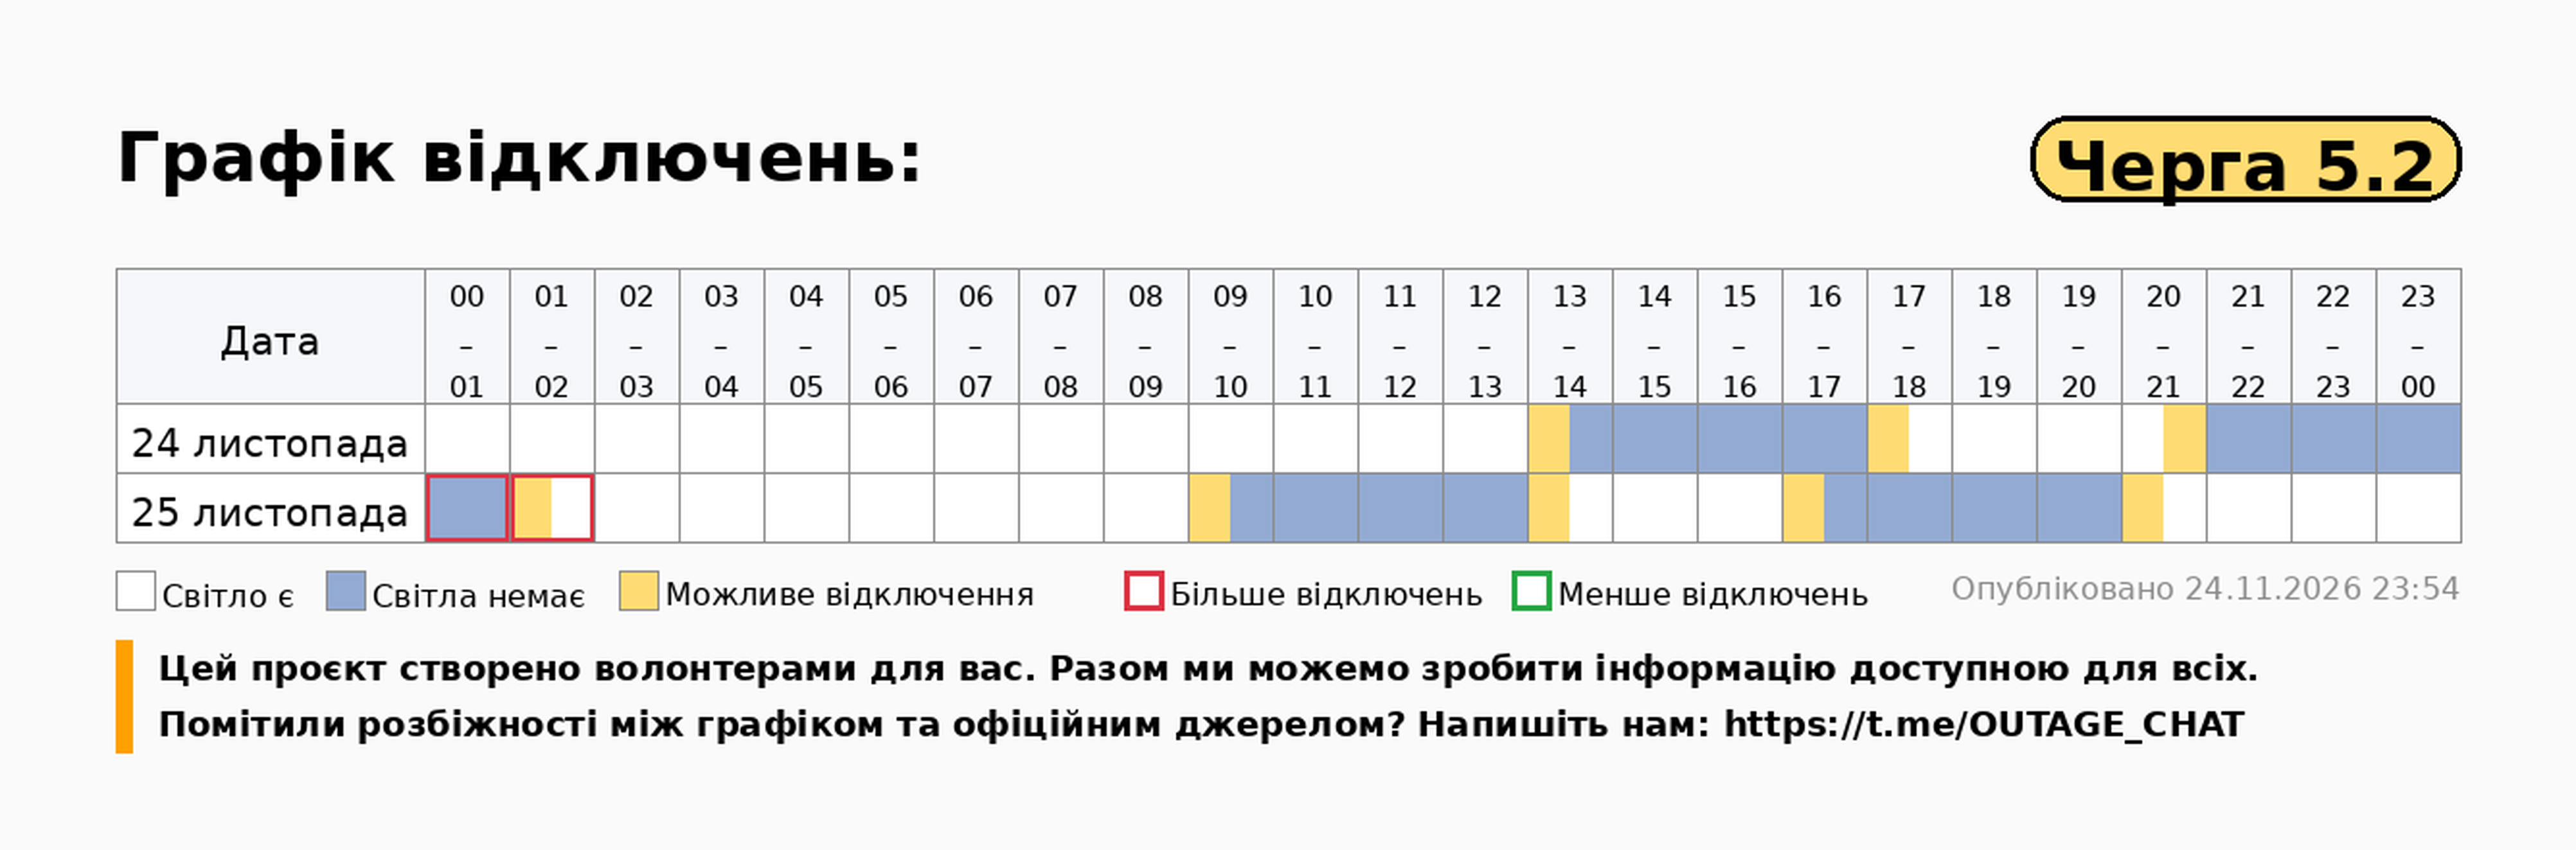 Графік відключень:
Черга 5.2
Дата
00 – 01
01 – 02
02 – 03
03 – 04
04 – 05
05 – 06
06 – 07
07 – 08
08 – 09
09 – 10
10 – 11
11 – 12
12 – 13
13 – 14
14 – 15
15 – 16
16 – 17
17 – 18
18 – 19
19 – 20
20 – 21
21 – 22
22 – 23
23 – 00
24 листопада
25 листопада
Світло є
Світла немає
Можливе відключення
Більше відключень
Менше відключень
Опубліковано 24.11.2026 23:54
Цей проєкт створено волонтерами для вас. Разом ми можемо зробити інформацію доступною для всіх.
Помітили розбіжності між графіком та офіційним джерелом? Напишіть нам: https://t.me/OUTAGE_CHAT